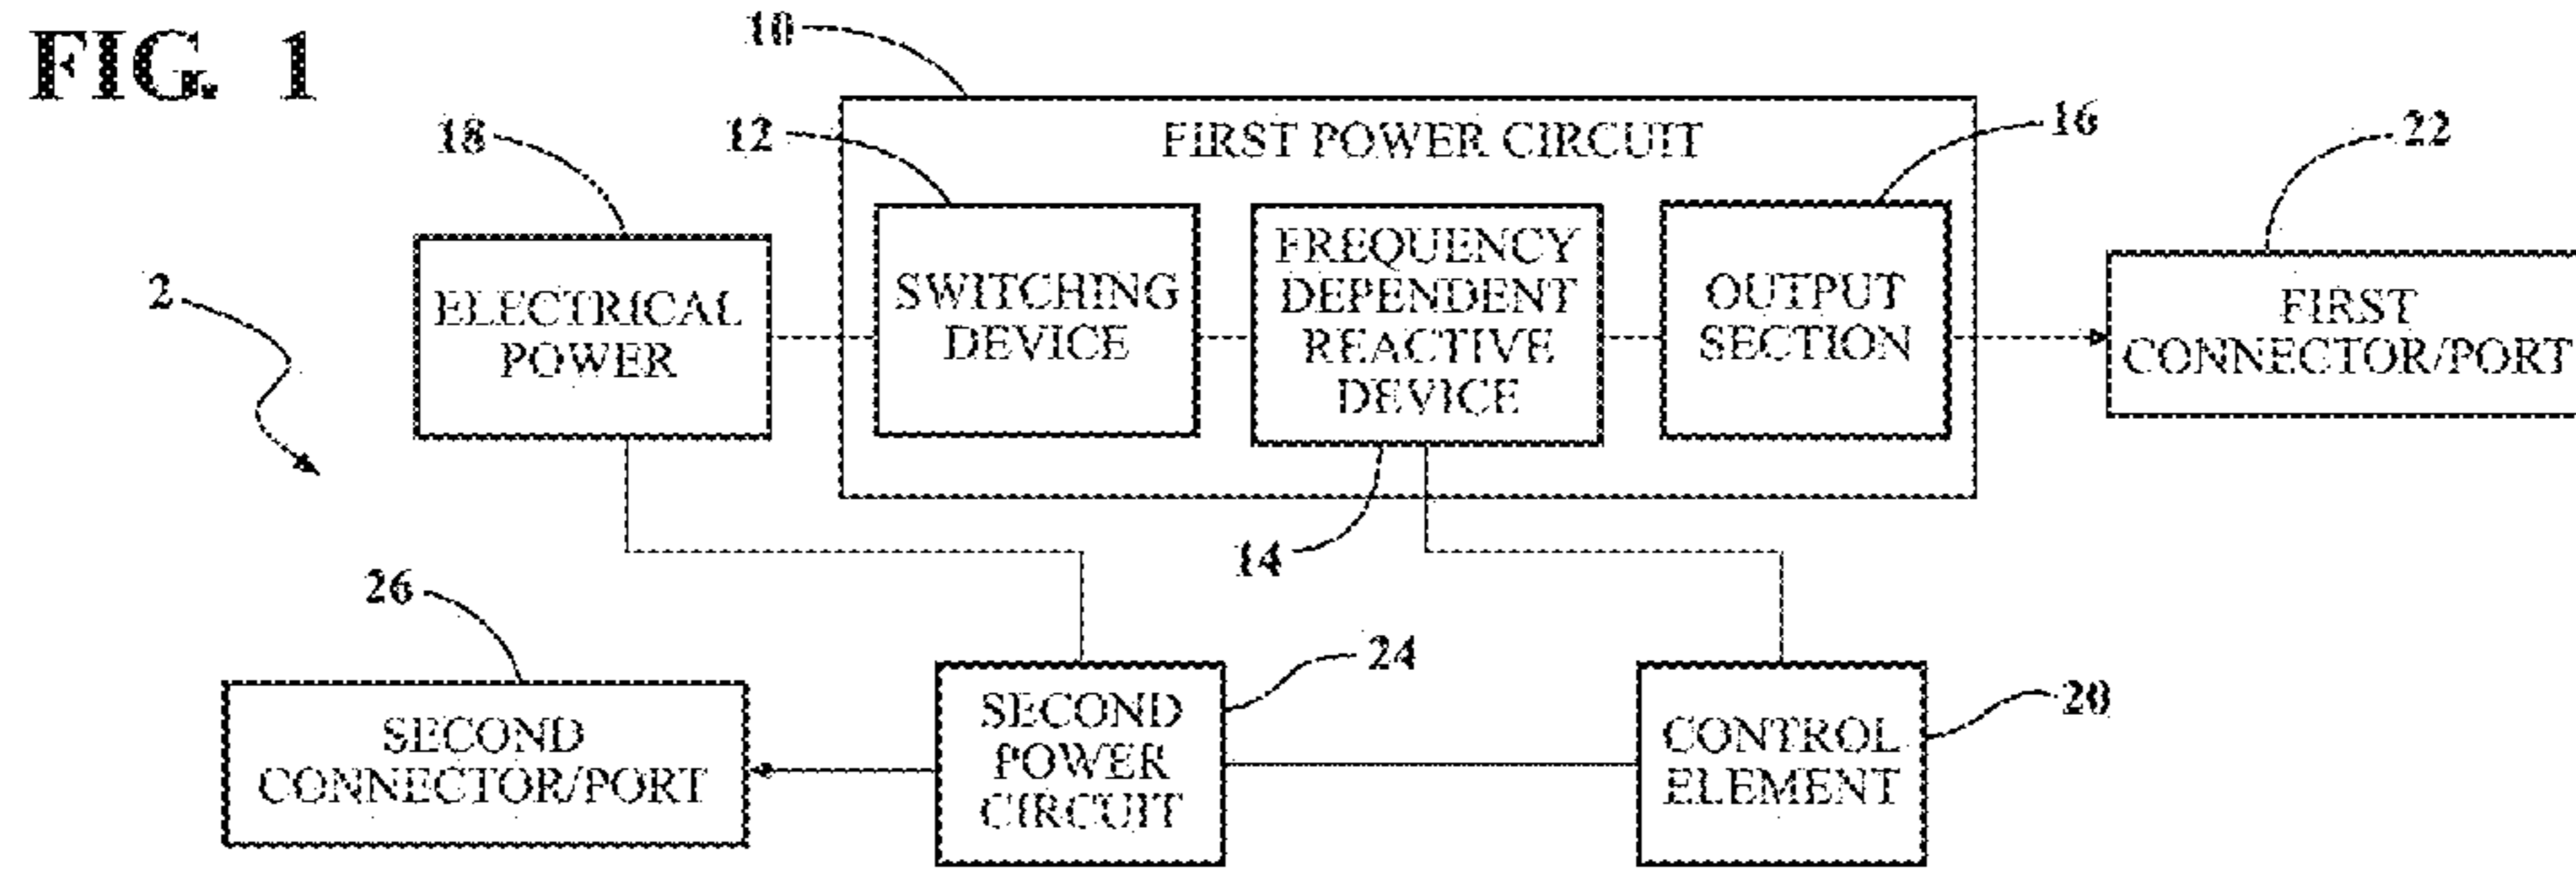 FIG. 1
10
18
12
FIRST POWER CIRCUIT
16
22
2
ELECTRICAL
POWER
SWITCHING
DEVICE
FREQUENCY
DEPENDENT
REACTIVE
DEVICE
OUTPUT
SECTION
FIRST
CONNECTOR/PORT
14
26
24
20
SECOND
CONNECTOR/PORT
SECOND
POWER
CIRCUIT
CONTROL
ELEMENT